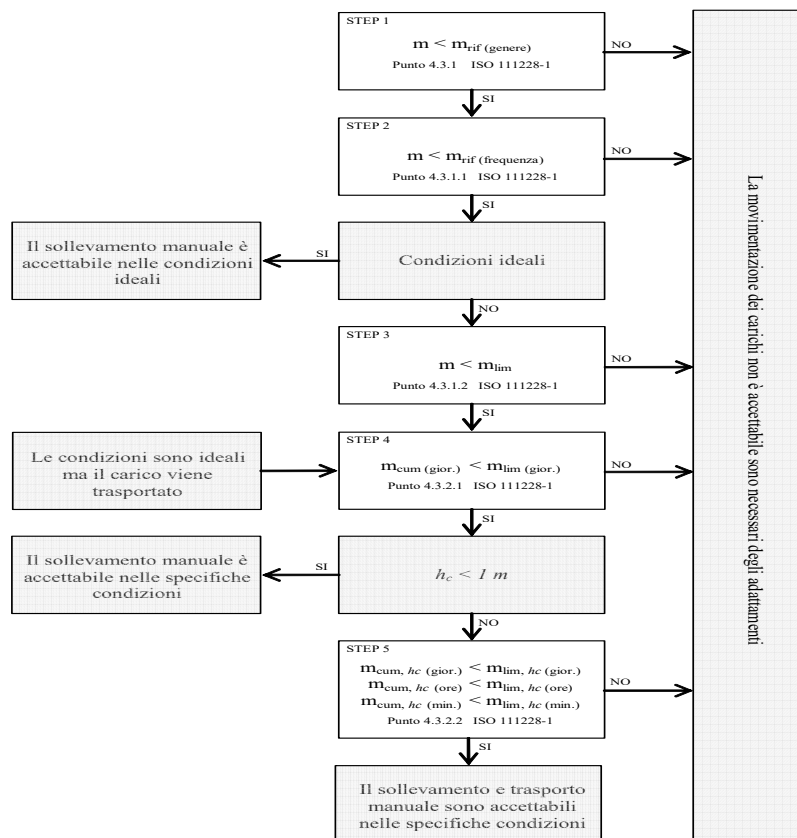 STEP 1
m < mrif (genere)
Punto 4.3.1 ISO 111228-1
NO
SI
STEP 2
m < mrif (frequenza)
Punto 4.3.1.1 ISO 111228-1
NO
SI
Il sollevamento manuale è
accettabile nelle condizioni
ideali
SI
Condizioni ideali
NO
STEP 3
m < mlim
Punto 4.3.1.2 ISO 111228-1
NO
SI
Le condizioni sono ideali
ma il carico viene
trasportato
STEP 4
mcum (gior.) < mlim (gior.)
Punto 4.3.2.1 ISO 111228-1
NO
SI
Il sollevamento manuale è
accettabile nelle specifiche
condizioni
SI
hc < 1 m
NO
STEP 5
mcum, hc (gior.) < mlim, hc (gior.)
mcum, hc (ore) < mlim, hc (ore)
mcum, hc (min.) < mlim, hc (min.)
Punto 4.3.2.2 ISO 111228-1
NO
SI
Il sollevamento e trasporto
manuale sono accettabili
nelle specifiche condizioni
La movimentazione dei carichi non è accettabile sono necessari degli adattamenti